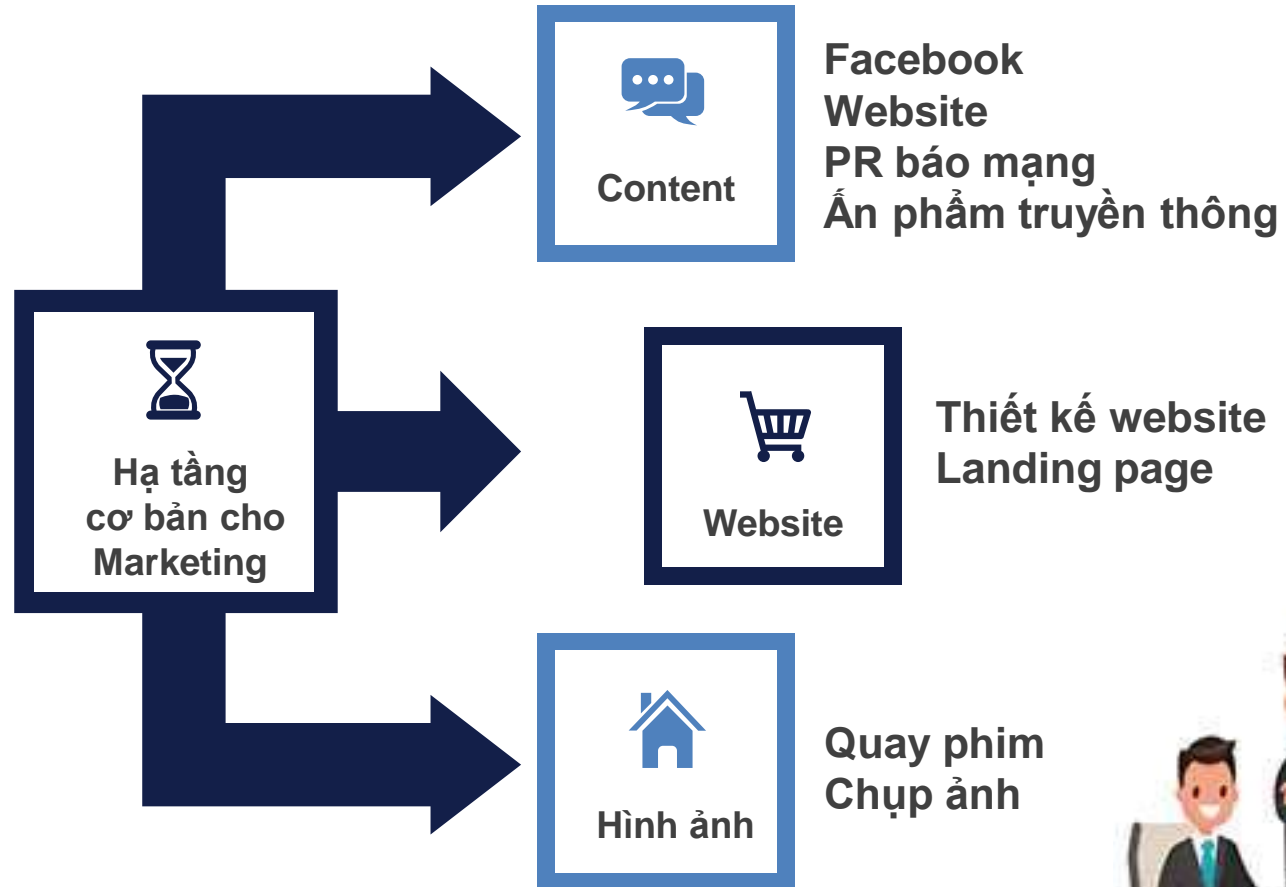 Facebook
Website
PR báo mạng
Ấn phẩm truyền thông
Content
Hạ tầng
cơ bản cho
Marketing
Thiết kế website
Landing page
Website
Quay phim
Chụp ảnh
Hình ảnh